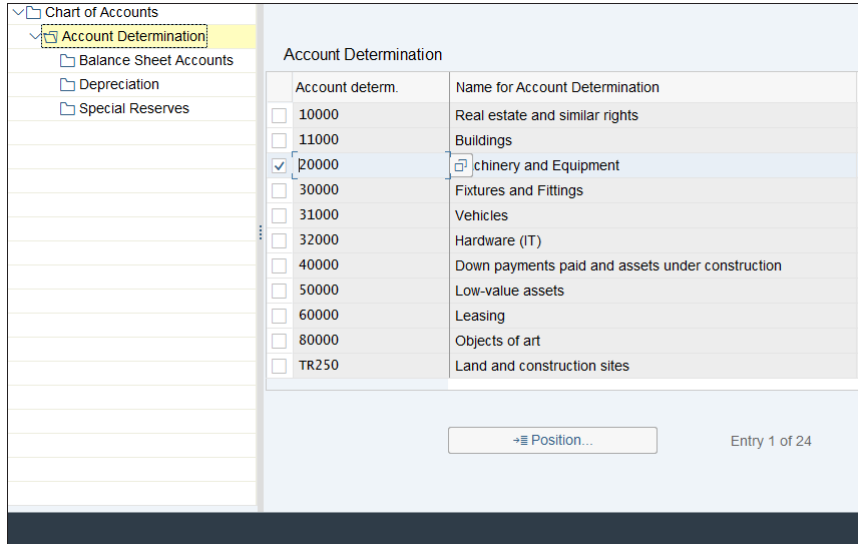 Chart of Accounts
Account Determination
Balance Sheet Accounts
Depreciation
Special Reserves
Account Determination
Account determ. Name for Account Determination
10000 Real estate and similar rights
11000 Buildings
20000 chinery and Equipment
30000 Fixtures and Fittings
31000 Vehicles
32000 Hardware (IT)
40000 Down payments paid and assets under construction
50000 Low-value assets
60000 Leasing
80000 Objects of art
TR250 Land and construction sites
Position... Entry 1 of 24